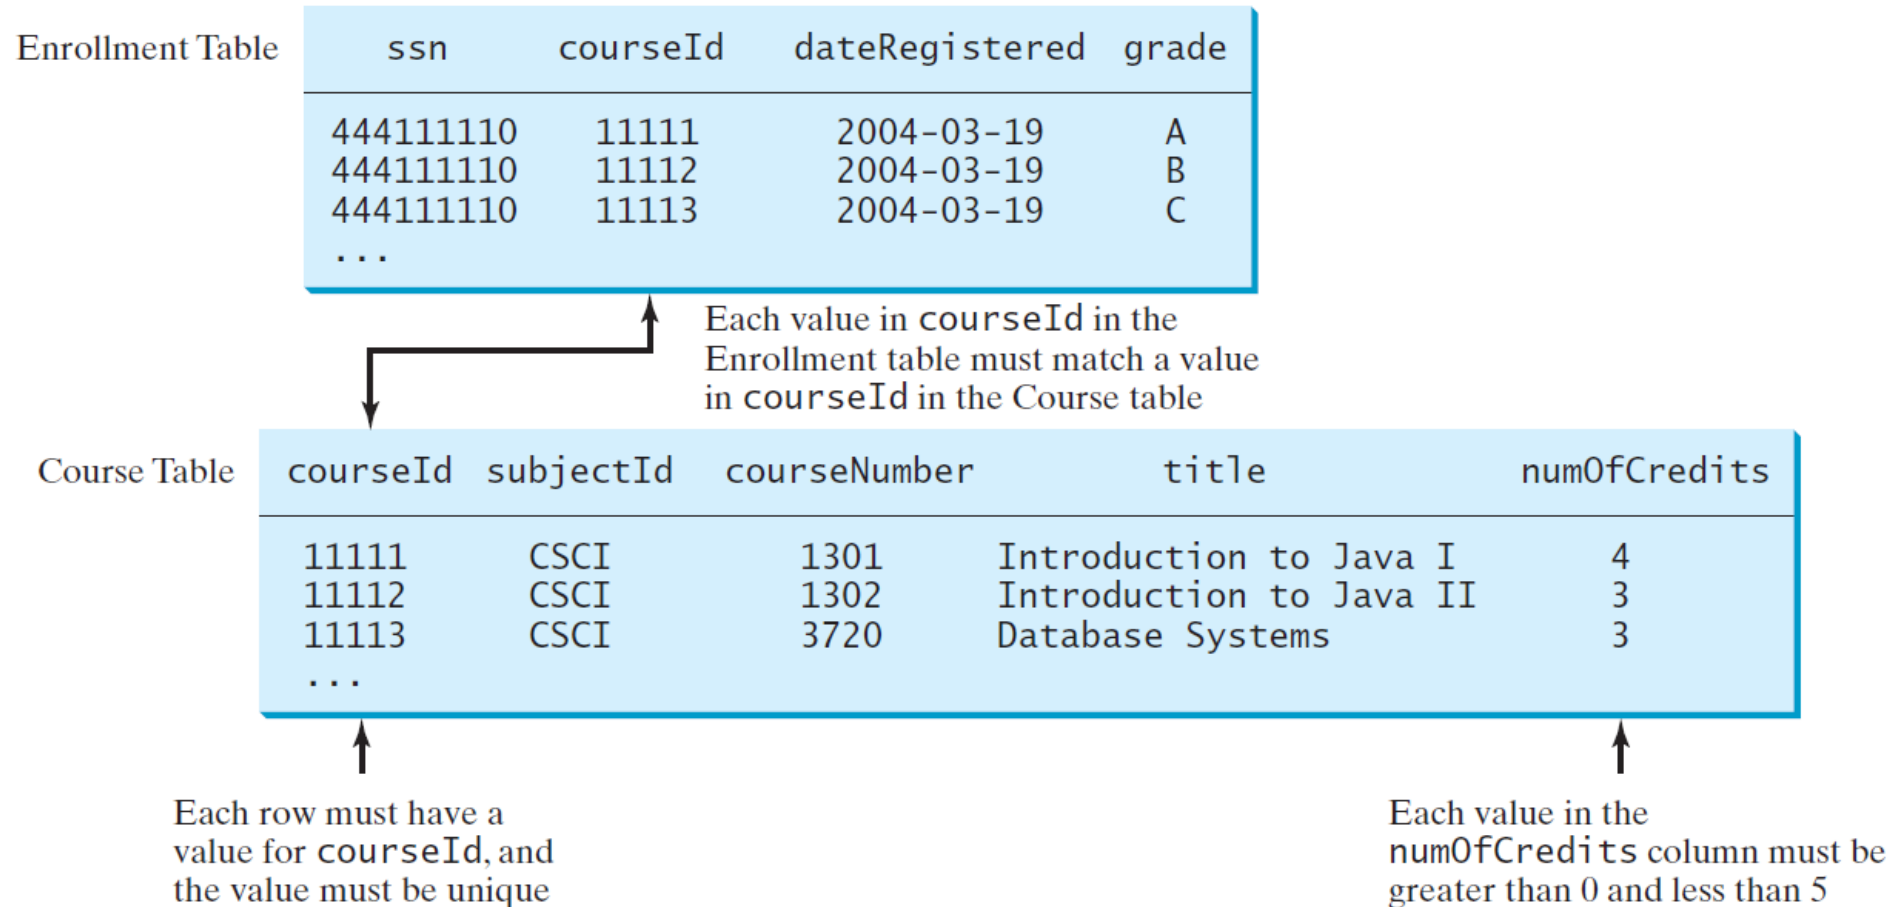 Enrollment Table ssn courseId dateRegistered grade
444111110 11111 2004-03-19 A
444111110 11112 2004-03-19 B
444111110 11113 2004-03-19 C
...
Each value in courseId in the
Enrollment table must match a value
in courseId in the Course table
Course Table courseId subjectId courseNumber title numOfCredits
11111 CSCI 1301 Introduction to Java I 4
11112 CSCI 1302 Introduction to Java II 3
11113 CSCI 3720 Database Systems 3
...
Each row must have a
value for courseId, and
the value must be unique
Each value in the
numOfCredits column must be
greater than 0 and less than 5